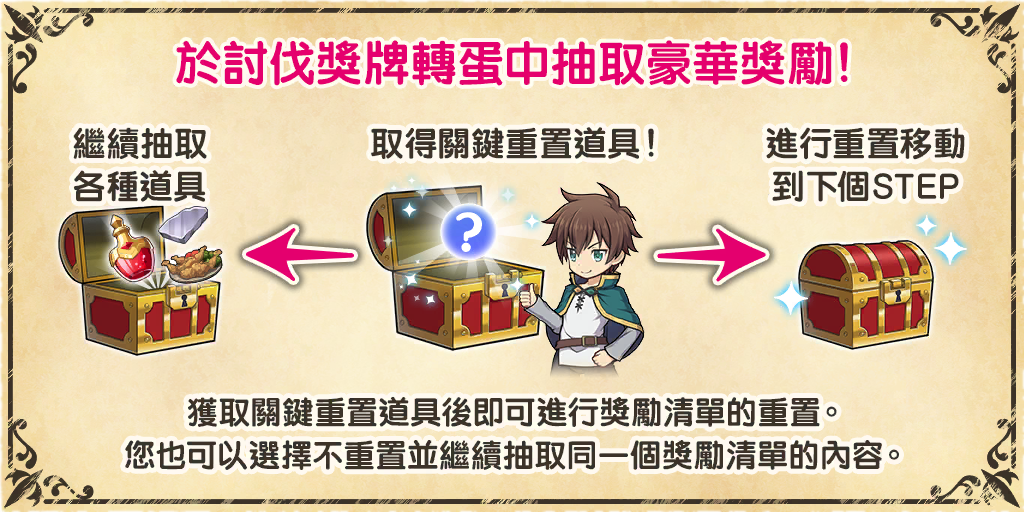 於討伐獎牌轉蛋中抽取豪華獎勵!
繼續抽取
各種道具
取得關鍵重置道具!
進行重置移動
到下個STEP
?
獲取關鍵重置道具後即可進行獎勵清單的重置。
您也可以選擇不重置並繼續抽取同一個獎勵清單的內容。